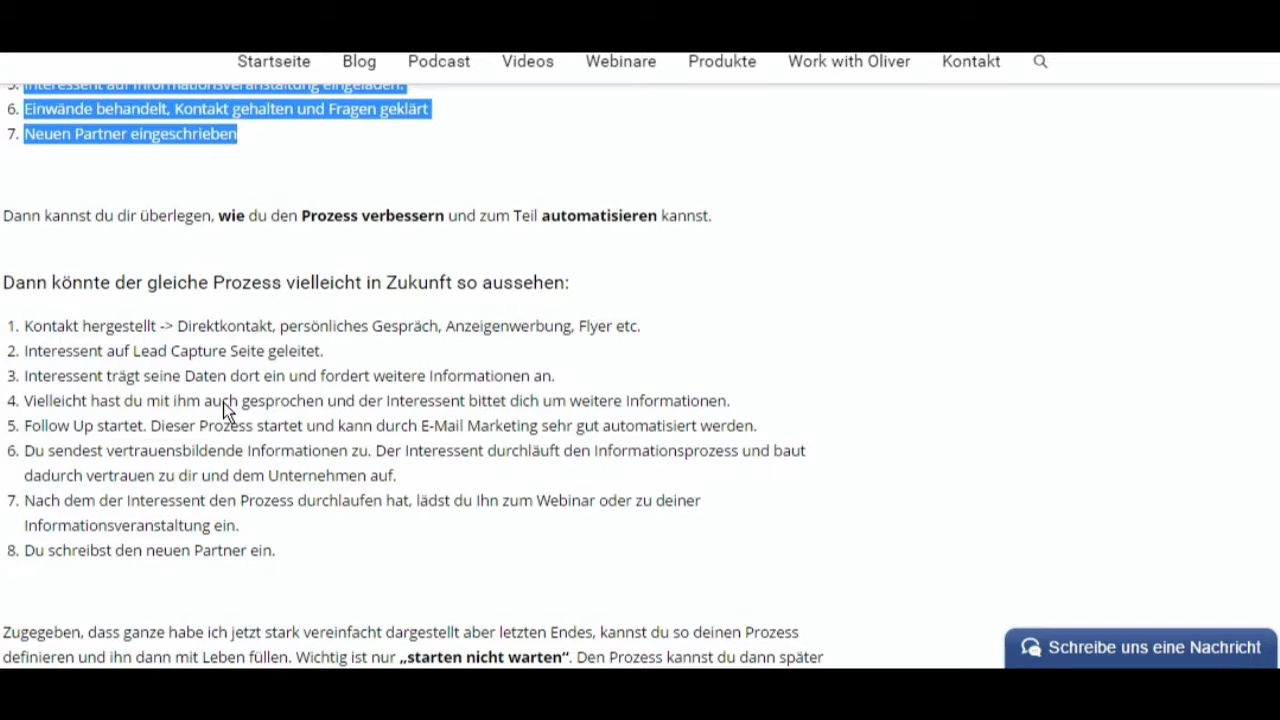 Startseite Blog Podcast Videos Webinare Produkte Work with Oliver Kontakt
5. Interessent auf Informationsveranstaltung eingeladen.
6. Einwände behandelt, Kontakt gehalten und Fragen geklärt
7. Neuen Partner eingeschrieben
Dann kannst du dir überlegen, wie du den Prozess verbessern und zum Teil automatisieren kannst.
Dann könnte der gleiche Prozess vielleicht in Zukunft so aussehen:
1. Kontakt hergestellt -> Direktkontakt, persönliches Gespräch, Anzeigenwerbung, Flyer etc.
2. Interessent auf Lead Capture Seite geleitet.
3. Interessent trägt seine Daten dort ein und fordert weitere Informationen an.
4. Vielleicht hast du mit ihm auch gesprochen und der Interessent bittet dich um weitere Informationen.
5. Follow Up startet. Dieser Prozess startet und kann durch E-Mail Marketing sehr gut automatisiert werden.
6. Du sendest vertrauensbildende Informationen zu. Der Interessent durchläuft den Informationsprozess und baut
dadurch vertrauen zu dir und dem Unternehmen auf.
7. Nach dem der Interessent den Prozess durchlaufen hat, lädst du Ihn zum Webinar oder zu deiner
Informationsveranstaltung ein.
8. Du schreibst den neuen Partner ein.
Zugegeben, dass ganze habe ich jetzt stark vereinfacht dargestellt aber letzten Endes, kannst du so deinen Prozess
definieren und ihn dann mit Leben füllen. Wichtig ist nur „starten nicht warten“. Den Prozess kannst du dann später
Schreibe uns eine Nachricht